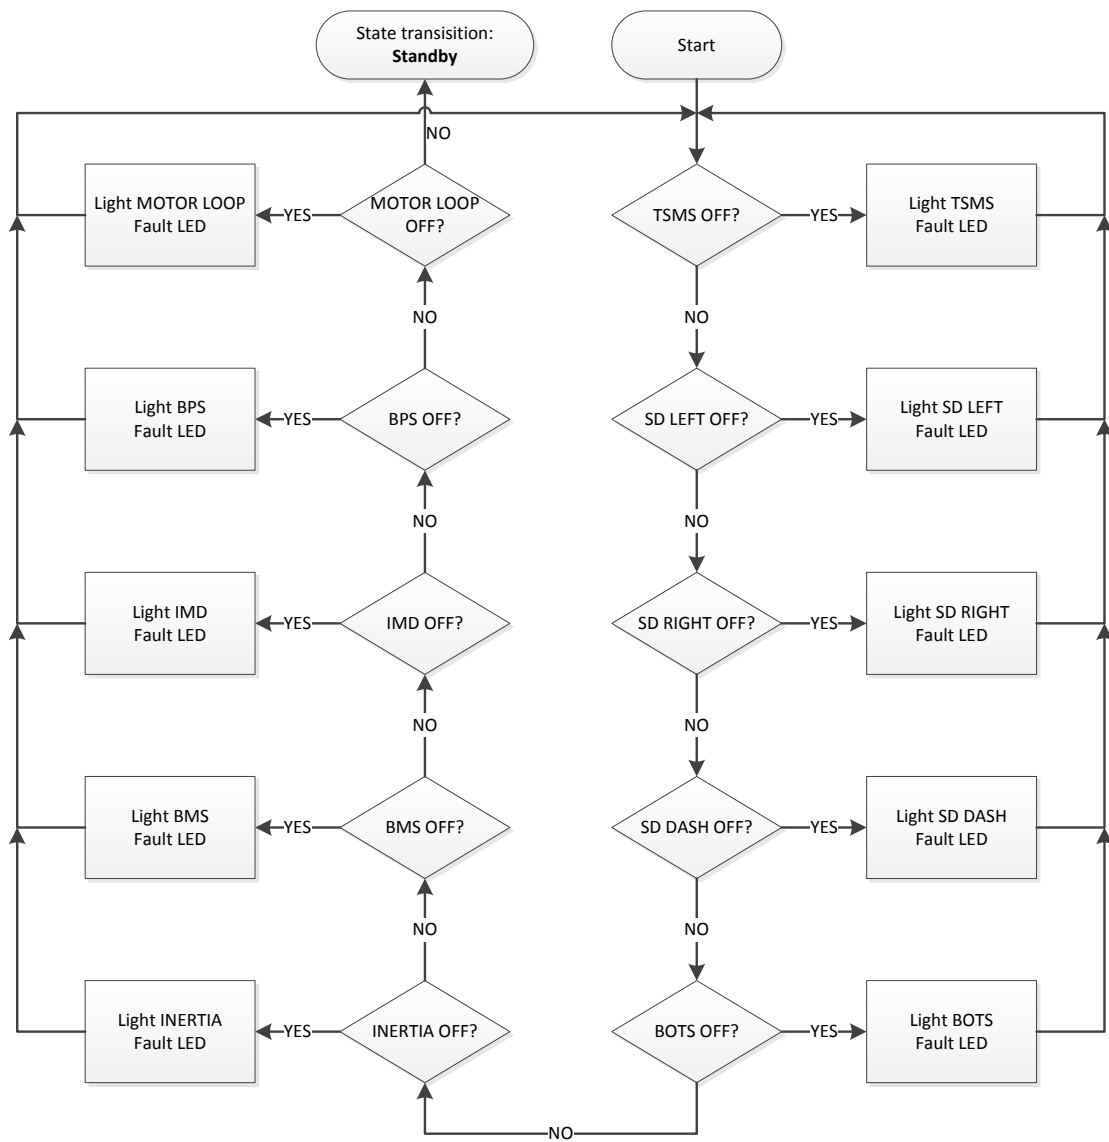 State transisition:
Standby
Start
NO
Light MOTOR LOOP
Fault LED
YES
MOTOR LOOP
OFF?
TSMS OFF?
YES
Light TSMS
Fault LED
NO
NO
Light BPS
Fault LED
YES
BPS OFF?
SD LEFT OFF?
YES
Light SD LEFT
Fault LED
NO
NO
Light IMD
Fault LED
YES
IMD OFF?
SD RIGHT OFF?
YES
Light SD RIGHT
Fault LED
NO
NO
Light BMS
Fault LED
YES
BMS OFF?
SD DASH OFF?
YES
Light SD DASH
Fault LED
NO
NO
Light INERTIA
Fault LED
YES
INERTIA OFF?
BOTS OFF?
YES
Light BOTS
Fault LED
NO